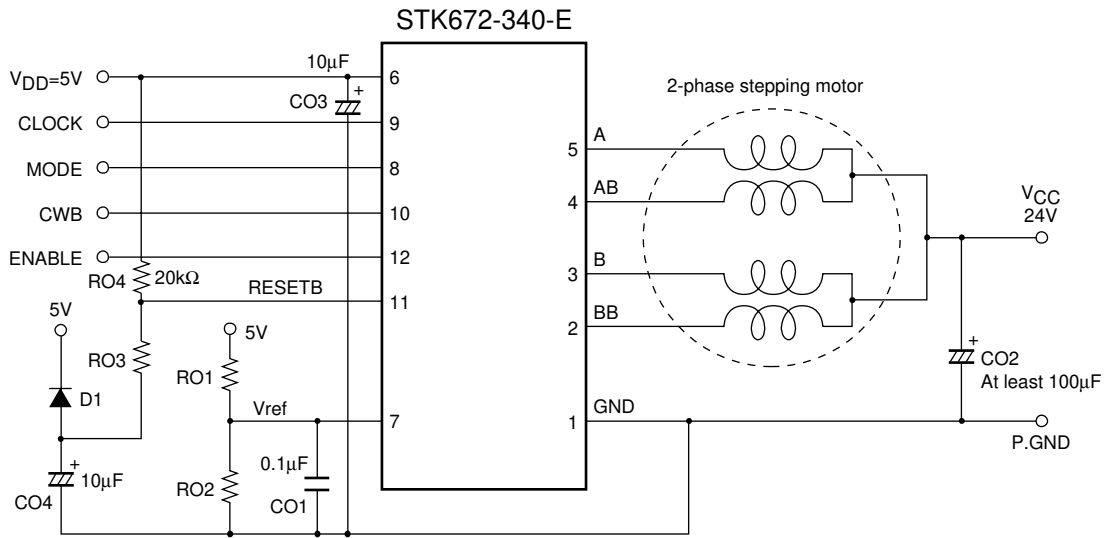 STK672-340-E
VDD=5V
10μF
+
CO3
6
CLOCK
9
MODE
8
CWB
10
ENABLE
12
RO4
20kΩ
RESETB
11
5V
RO3
D1
+
10μF
CO4
5V
RO1
Vref
7
RO2
0.1μF
CO1
2-phase stepping motor
5
A
4
AB
3
B
2
BB
1
GND
VCC
24V
+
CO2
At least 100μF
P.GND